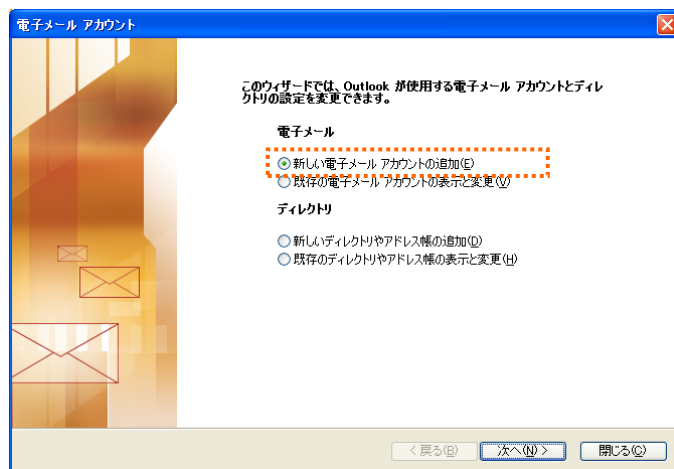 電子メール アカウント
このウィザードでは、Outlook が使用する電子メール アカウントとディレ
クトリの設定を変更できます。
電子メール
新しい電子メール アカウントの追加(E)
既存の電子メール アカウントの表示と変更(V)
ディレクトリ
新しいディレクトリやアドレス帳の追加(D)
既存のディレクトリやアドレス帳の表示と変更(H)
< 戻る(B) 次へ(N) > 閉じる(C)